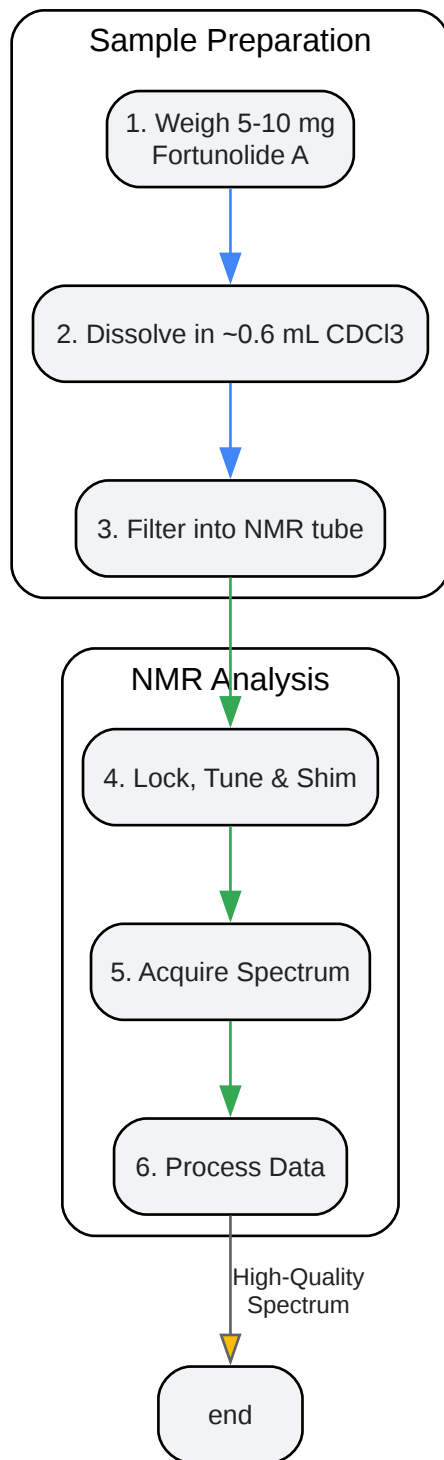 Sample Preparation
1. Weigh 5-10 mg
Fortunolide A
2. Dissolve in ~0.6 mL CDCl3
3. Filter into NMR tube
NMR Analysis
4. Lock, Tune & Shim
5. Acquire Spectrum
6. Process Data
High-Quality
Spectrum
end